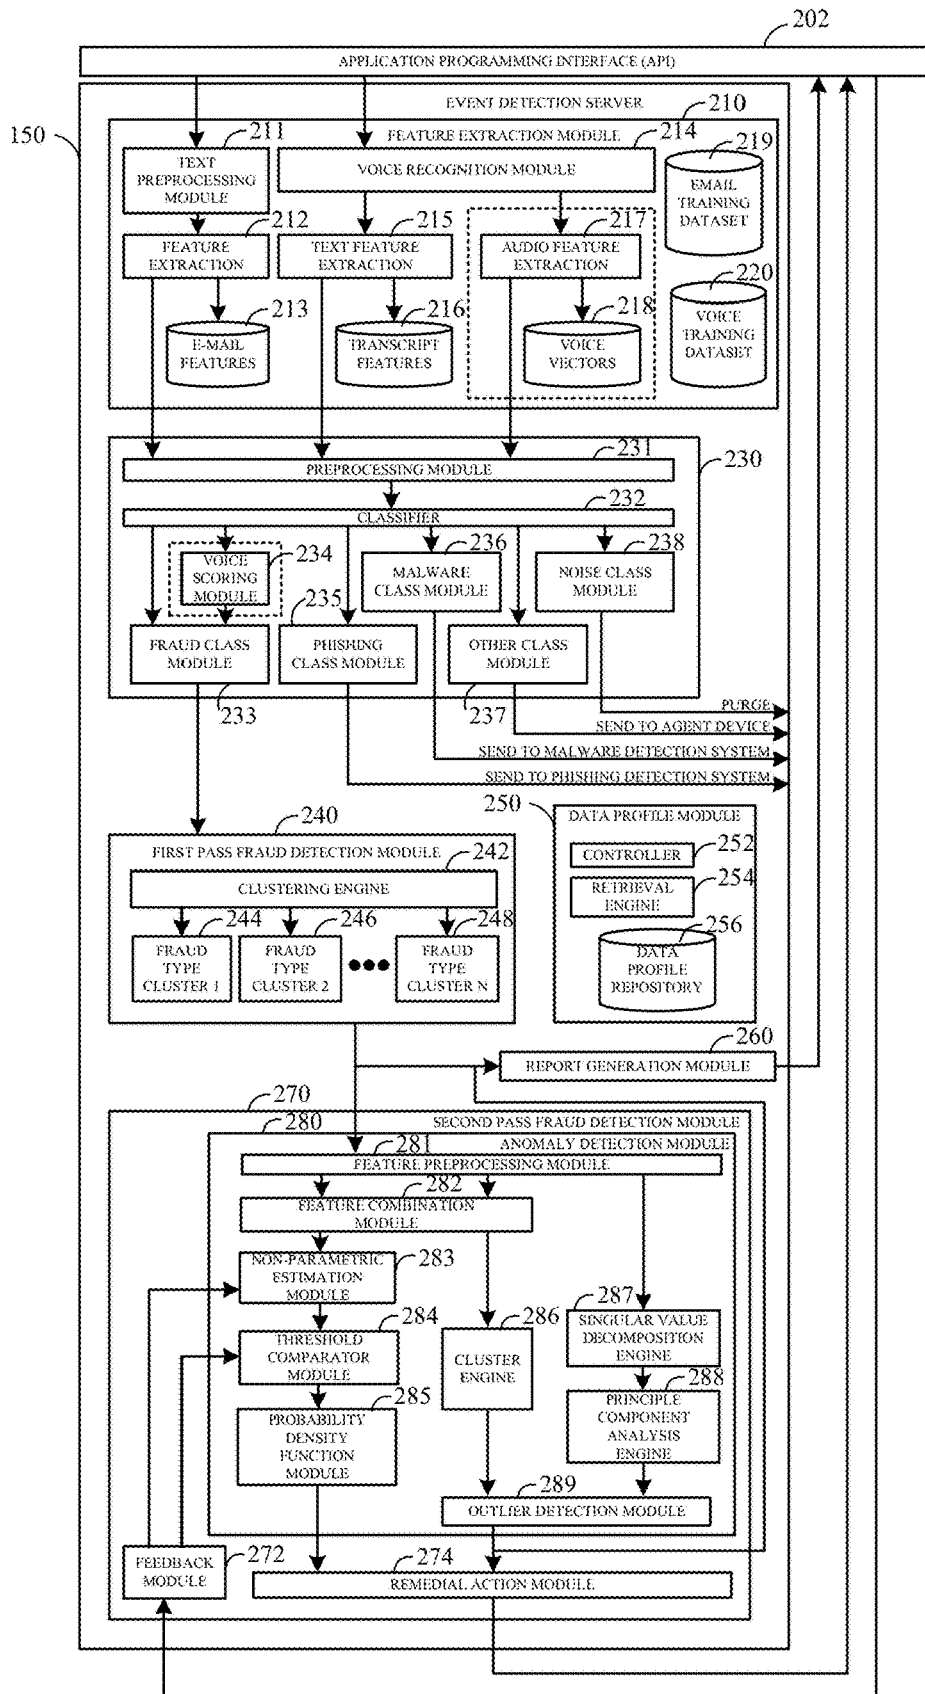 202
APPLICATION PROGRAMMING INTERFACE (API)
EVENT DETECTION SERVER
150
210
FEATURE EXTRACTION MODULE
211
214
219
TEXT
PREPROCESSING
MODULE
VOICE RECOGNITION MODULE
EMAIL
TRAINING
DATASET
212
215
217
FEATURE
EXTRACTION
TEXT FEATURE
EXTRACTION
AUDIO FEATURE
EXTRACTION
220
VOICE
TRAINING
DATASET
213
216
218
E-MAIL
FEATURES
TRANSCRIPT
FEATURES
VOICE
VECTORS
231
230
PREPROCESSING MODULE
232
CLASSIFIER
234
236
238
VOICE
SCORING
MODULE
MALWARE
CLASS MODULE
NOISE CLASS
MODULE
235
FRAUD CLASS
MODULE
PHISHING
CLASS MODULE
OTHER CLASS
MODULE
233
237
PURGE
SEND TO AGENT DEVICE
SEND TO MALWARE DETECTION SYSTEM
SEND TO PHISHING DETECTION SYSTEM
240
250
FIRST PASS FRAUD DETECTION MODULE
DATA PROFILE MODULE
242
252
CLUSTERING ENGINE
CONTROLLER
254
RETRIEVAL
ENGINE
244
246
248
FRAUD
TYPE
CLUSTER 1
FRAUD
TYPE
CLUSTER 2
FRAUD
TYPE
CLUSTER N
256
DATA
PROFILE
REPOSITORY
260
REPORT GENERATION MODULE
270
SECOND PASS FRAUD DETECTION MODULE
280
ANOMALY DETECTION MODULE
281
FEATURE PREPROCESSING MODULE
282
FEATURE COMBINATION
MODULE
283
NON-PARAMETRIC
ESTIMATION
MODULE
284
286
287
THRESHOLD
COMPARATOR
MODULE
CLUSTER
ENGINE
SINGULAR VALUE
DECOMPOSITION
ENGINE
285
288
PROBABILITY
DENSITY
FUNCTION
MODULE
PRINCIPLE
COMPONENT
ANALYSIS
ENGINE
289
OUTLIER DETECTION MODULE
272
274
FEEDBACK
MODULE
REMEDIAL ACTION MODULE